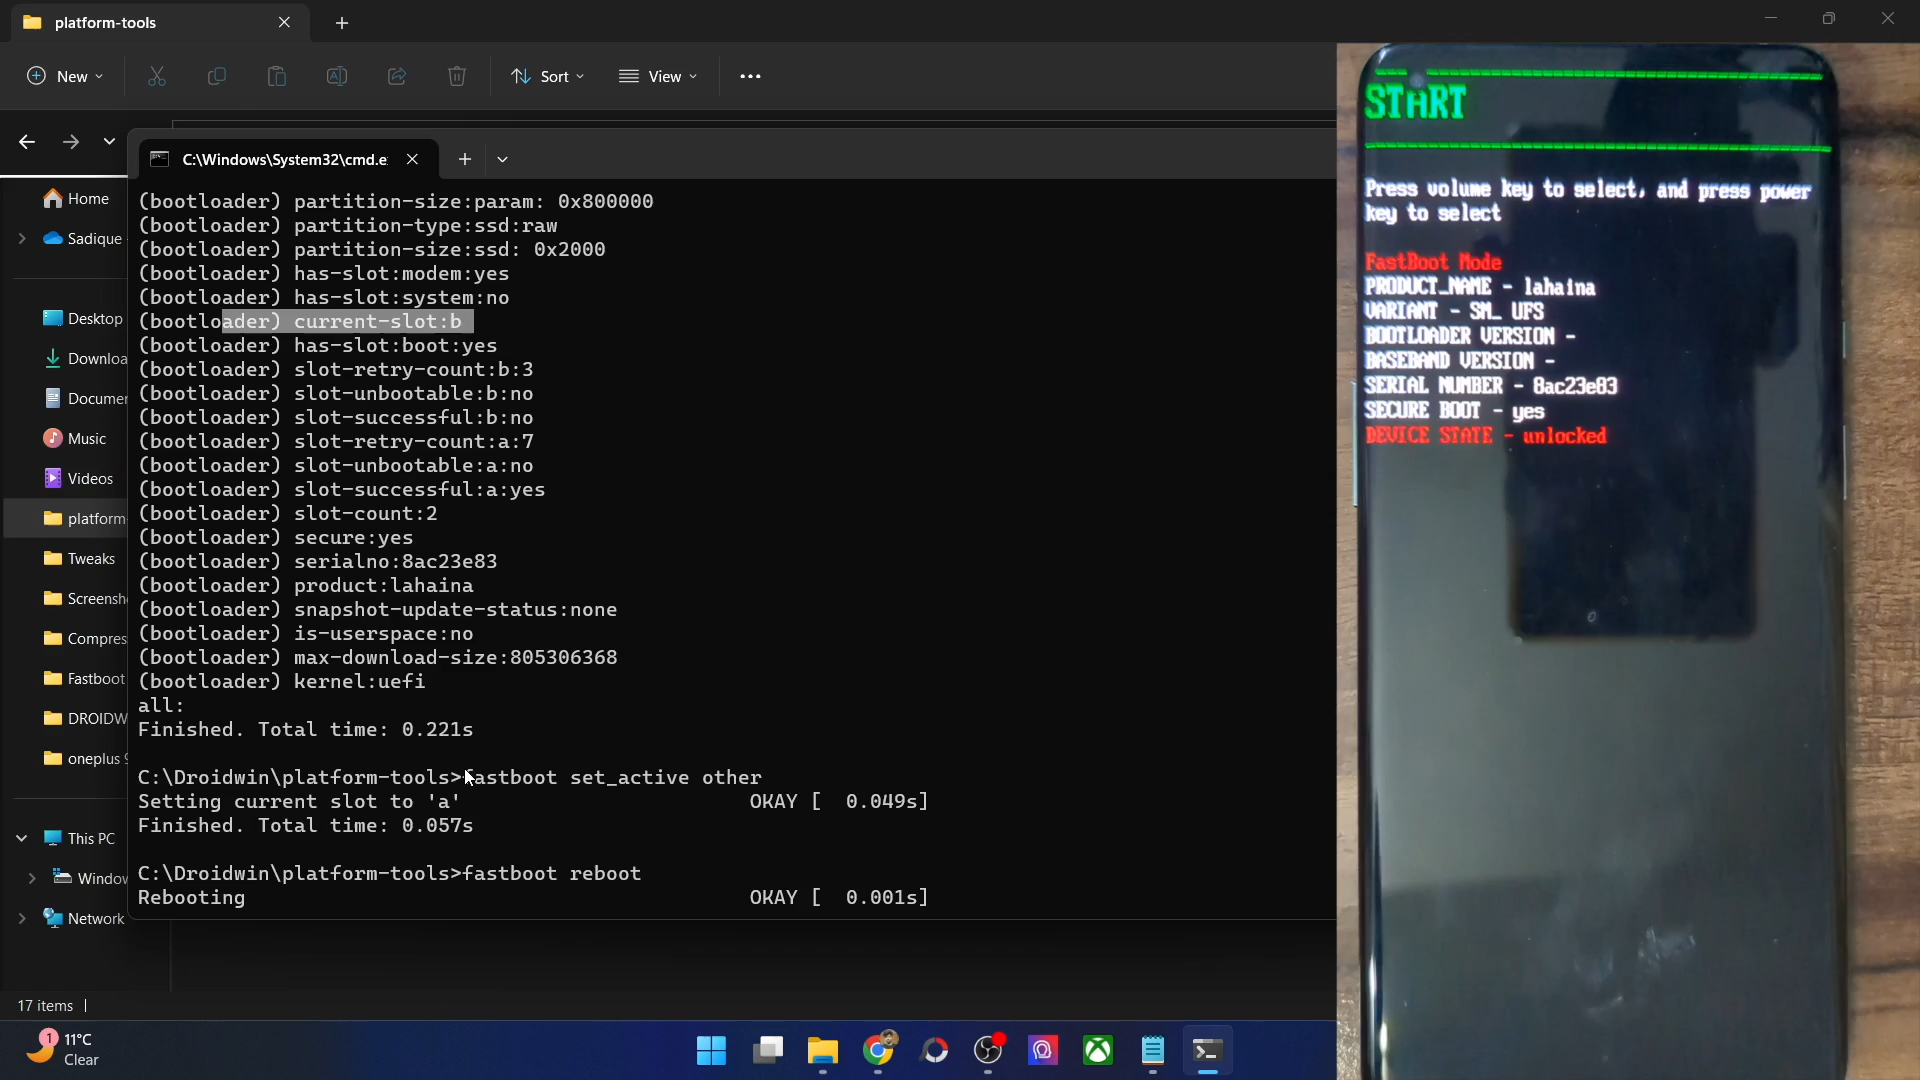 platform-tools
New
Sort
View
C:\Windows\System32\cmd.e
Home
Sadique
Desktop
Downloa
Documen
Music
Videos
platform-
Tweaks
Screensh
Compres
Fastboot
DROIDW
oneplus 9
This PC
Window
Network
17 items
(bootloader) partition-size:param: 0x800000
(bootloader) partition-type:ssd:raw
(bootloader) partition-size:ssd: 0x2000
(bootloader) has-slot:modem:yes
(bootloader) has-slot:system:no
(bootloader) current-slot:b
(bootloader) has-slot:boot:yes
(bootloader) slot-retry-count:b:3
(bootloader) slot-unbootable:b:no
(bootloader) slot-successful:b:no
(bootloader) slot-retry-count:a:7
(bootloader) slot-unbootable:a:no
(bootloader) slot-successful:a:yes
(bootloader) slot-count:2
(bootloader) secure:yes
(bootloader) serialno:8ac23e83
(bootloader) product:lahaina
(bootloader) snapshot-update-status:none
(bootloader) is-userspace:no
(bootloader) max-download-size:805306368
(bootloader) kernel:uefi
all:
Finished. Total time: 0.221s
C:\Droidwin\platform-tools>fastboot set_active other
Setting current slot to 'a' OKAY [ 0.049s]
Finished. Total time: 0.057s
C:\Droidwin\platform-tools>fastboot reboot
Rebooting OKAY [ 0.001s]
START
Press volume key to select, and press power
key to select
FastBoot Mode
PRODUCT_NAME - lahaina
VARIANT - SM_ UFS
BOOTLOADER VERSION -
BASEBAND VERSION -
SERIAL NUMBER - 8ac23e83
SECURE BOOT - yes
DEVICE STATE - unlocked
1
11°C
Clear